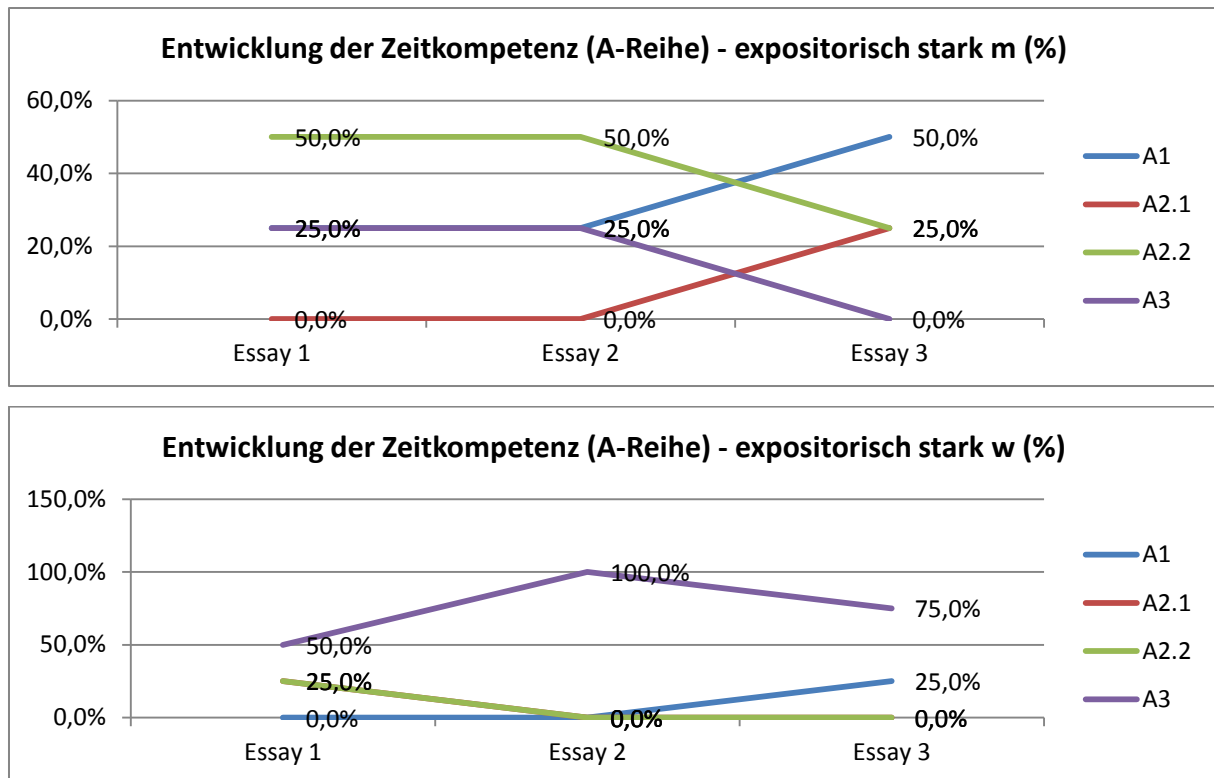 Entwicklung der Zeitkompetenz (A-Reihe) - expositorisch stark m (%)
60,0%
50,0% 50,0% 50,0%
A1
40,0%
A2.1
25,0% 25,0% 25,0%
20,0%
A2.2
A3
0,0% 0,0% 0,0% 0,0%
Essay 1 Essay 2 Essay 3
Entwicklung der Zeitkompetenz (A-Reihe) - expositorisch stark w (%)
150,0%
A1
100,0% 100,0%
75,0%
A2.1
50,0% 50,0%
A2.2
25,0% 25,0%
A3
0,0% 0,0% 0,0% 0,0%
Essay 1 Essay 2 Essay 3